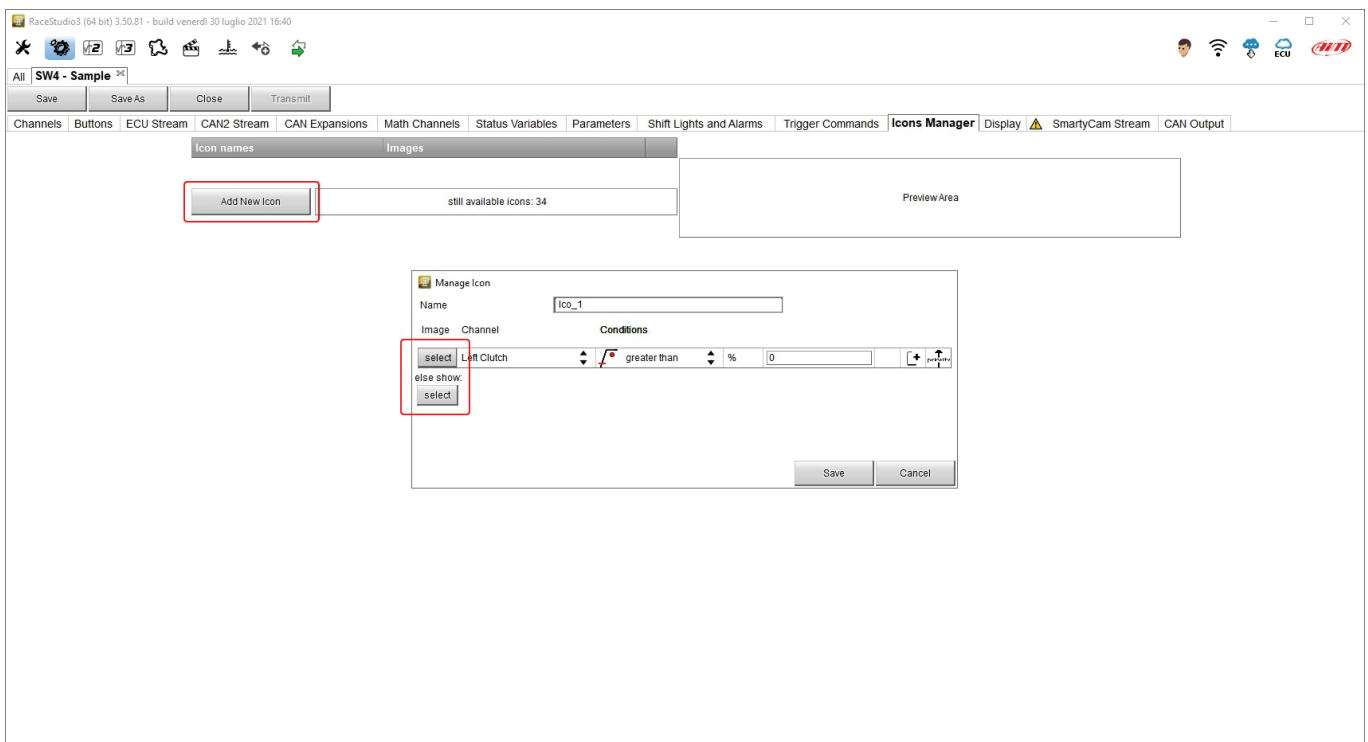 RaceStudio3 (64 bit) 3.50.81 - build venerdì 30 luglio 2021 16:40
ECU AiM
All SW4 - Sample
Save Save As Close Transmit
Channels Buttons ECU Stream CAN2 Stream CAN Expansions Math Channels Status Variables Parameters Shift Lights and Alarms Trigger Commands Icons Manager Display SmartyCam Stream CAN Output
Icon names Images
Add New Icon still available icons: 34 Preview Area
Manage Icon
Name Ico_1
Image Channel Conditions
select Left Clutch greater than % 0 priority
else show:
select
Save Cancel